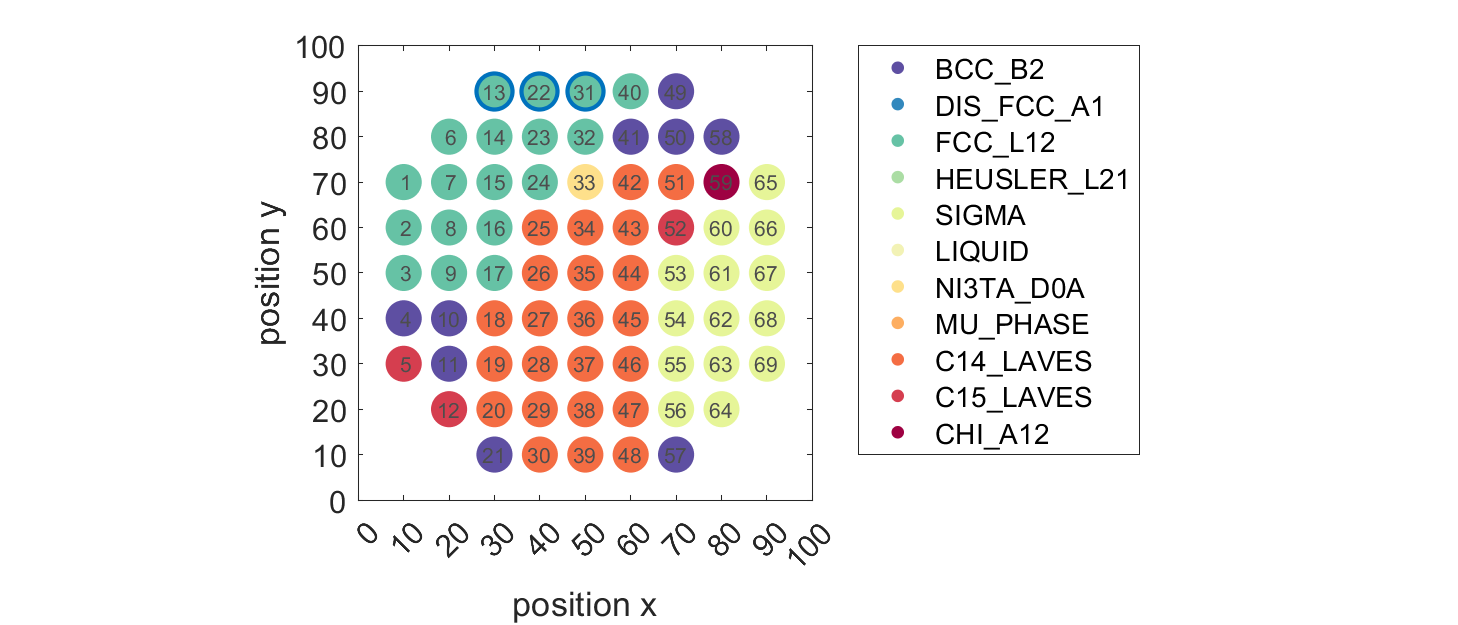 100
90
80
70
60
50
40
30
20
10
0
position y
13 22 31 40 49
6 14 23 32 41 50 58
1 7 15 24 33 42 51 59 65
2 8 16 25 34 43 52 60 66
3 9 17 26 35 44 53 61 67
4 10 18 27 36 45 54 62 68
5 11 19 28 37 46 55 63 69
12 20 29 38 47 56 64
21 30 39 48 57
0 10 20 30 40 50 60 70 80 90 100
position x
BCC_B2
DIS_FCC_A1
FCC_L12
HEUSLER_L21
SIGMA
LIQUID
NI3TA_D0A
MU_PHASE
C14_LAVES
C15_LAVES
CHI_A12